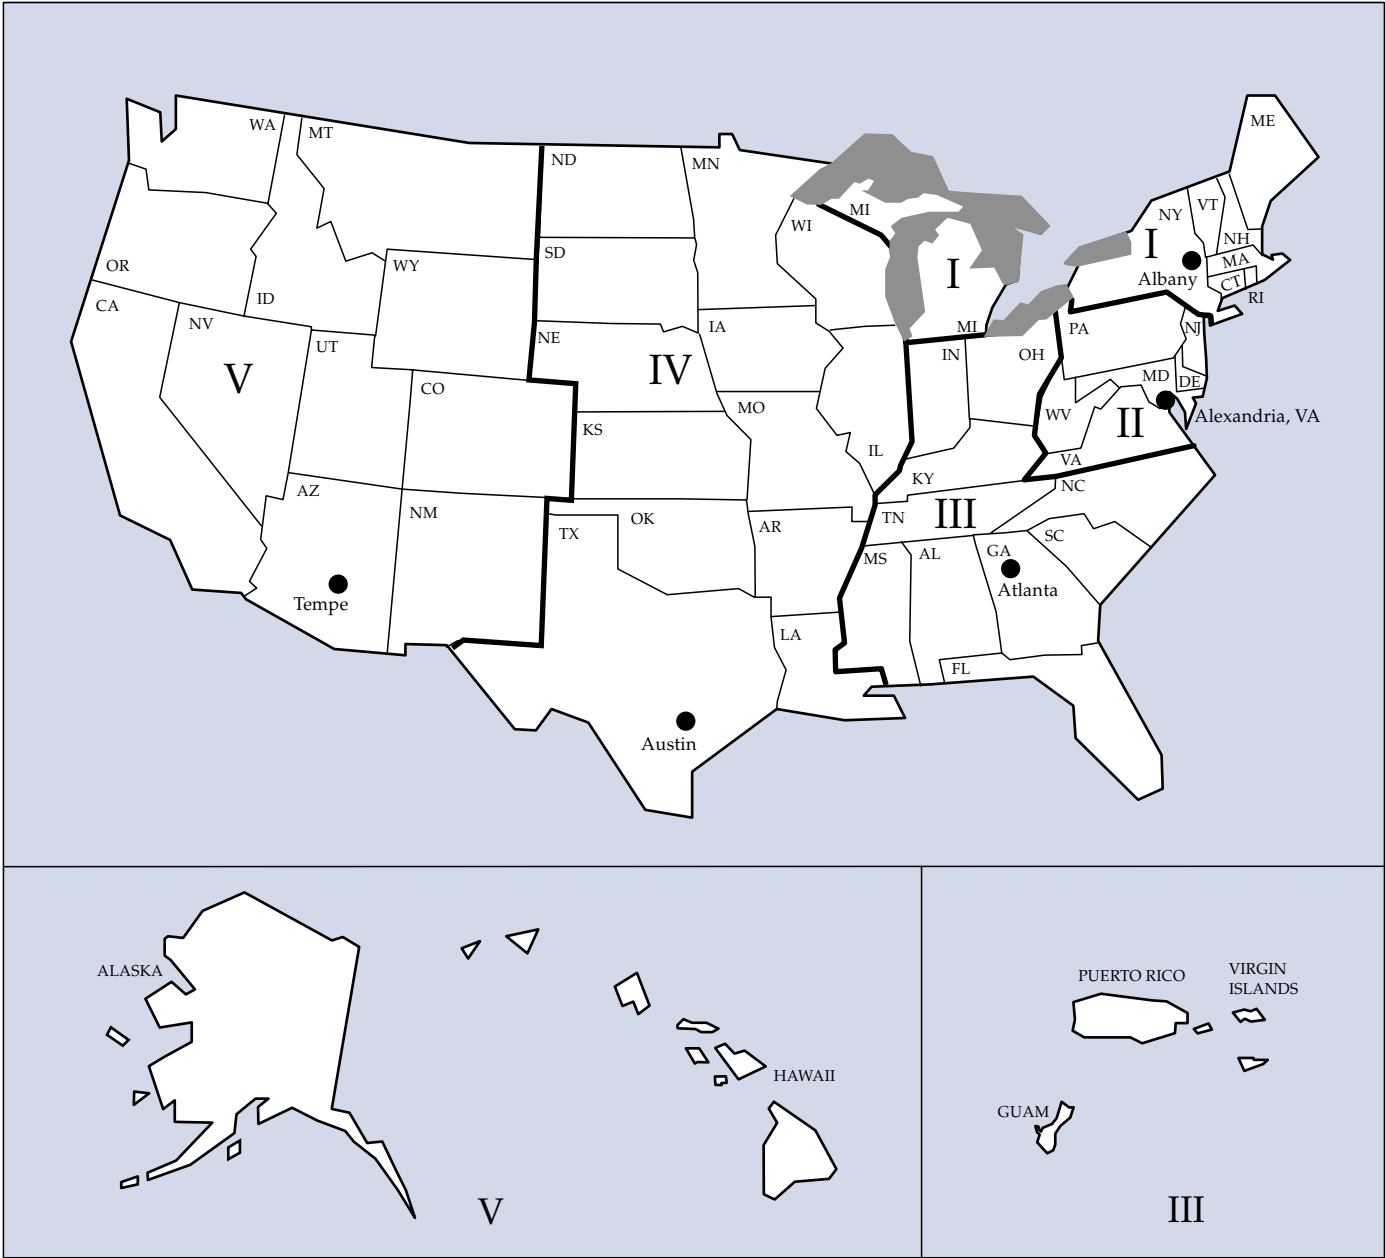 ME
WA
MT
ND
MN
MI
WI
NY
VT
NH
I
Albany
MA
CT
RI
OR
WY
SD
I
ID
CA
NV
UT
NE
IA
MI
IN
OH
PA
NJ
MD
DE
V
CO
IV
KS
MO
IL
WV
II
Alexandria, VA
VA
KY
AZ
NM
TX
OK
AR
TN
III
NC
SC
MS
AL
GA
Atlanta
Tempe
LA
FL
Austin
ALASKA
HAWAII
V
PUERTO RICO
VIRGIN
ISLANDS
GUAM
III